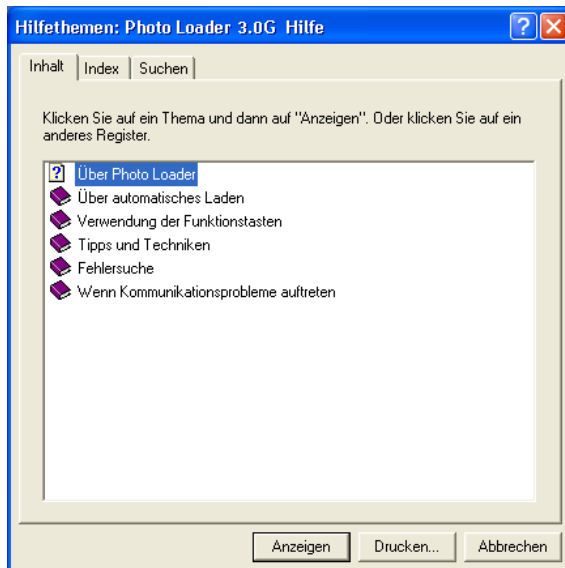 Hilfethemen: Photo Loader 3.0G Hilfe
Inhalt Index Suchen
Klicken Sie auf ein Thema und dann auf "Anzeigen". Oder klicken Sie auf ein
anderes Register.
Über Photo Loader
Über automatisches Laden
Verwendung der Funktionstasten
Tipps und Techniken
Fehlersuche
Wenn Kommunikationsprobleme auftreten
Anzeigen Drucken... Abbrechen